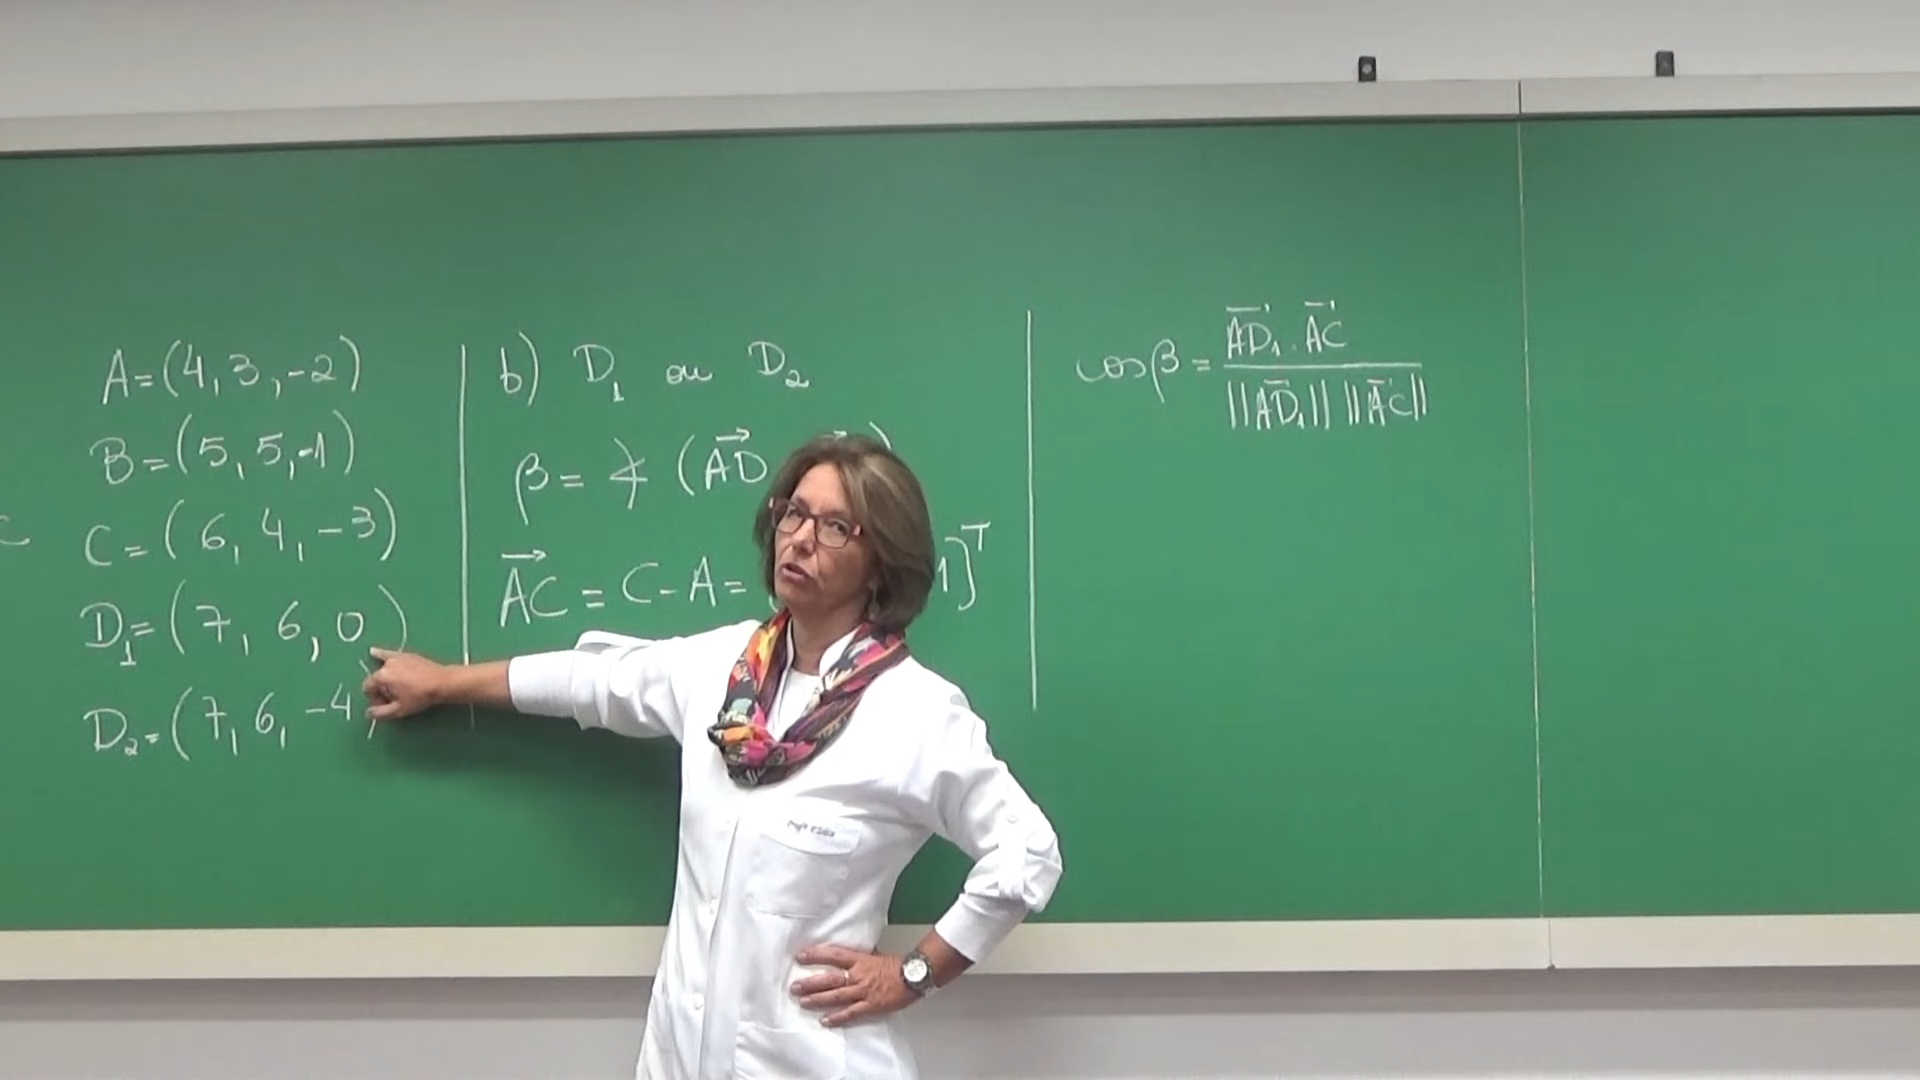 A=(4,3,-2)
B=(5,5,-1)
C=(6,4,-3)
D₁=(7,6,0)
D₂=(7,6,-4)
C
b) D₁ ou D₂
β = ∢ (AD
AC = C-A = 1]ᵀ
cosβ = AD₁ . AC
||AD₁|| ||AC||